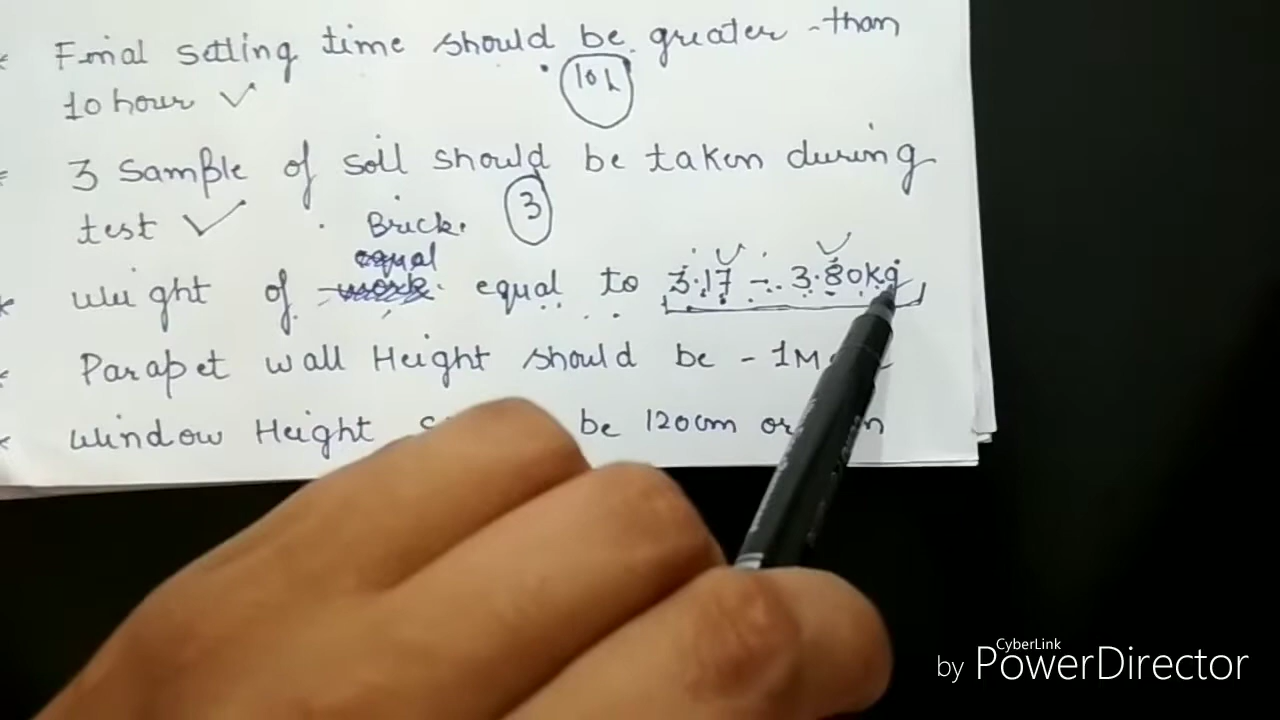 Final setting time should be greater than
10 hour
10h
3 Sample of soil should be taken during
test
3
Brick
equal
Weight of equal to 3.17 - 3.80kg
Parapet wall Height should be - 1
Window Height be 120cm or
CyberLink
by PowerDirector